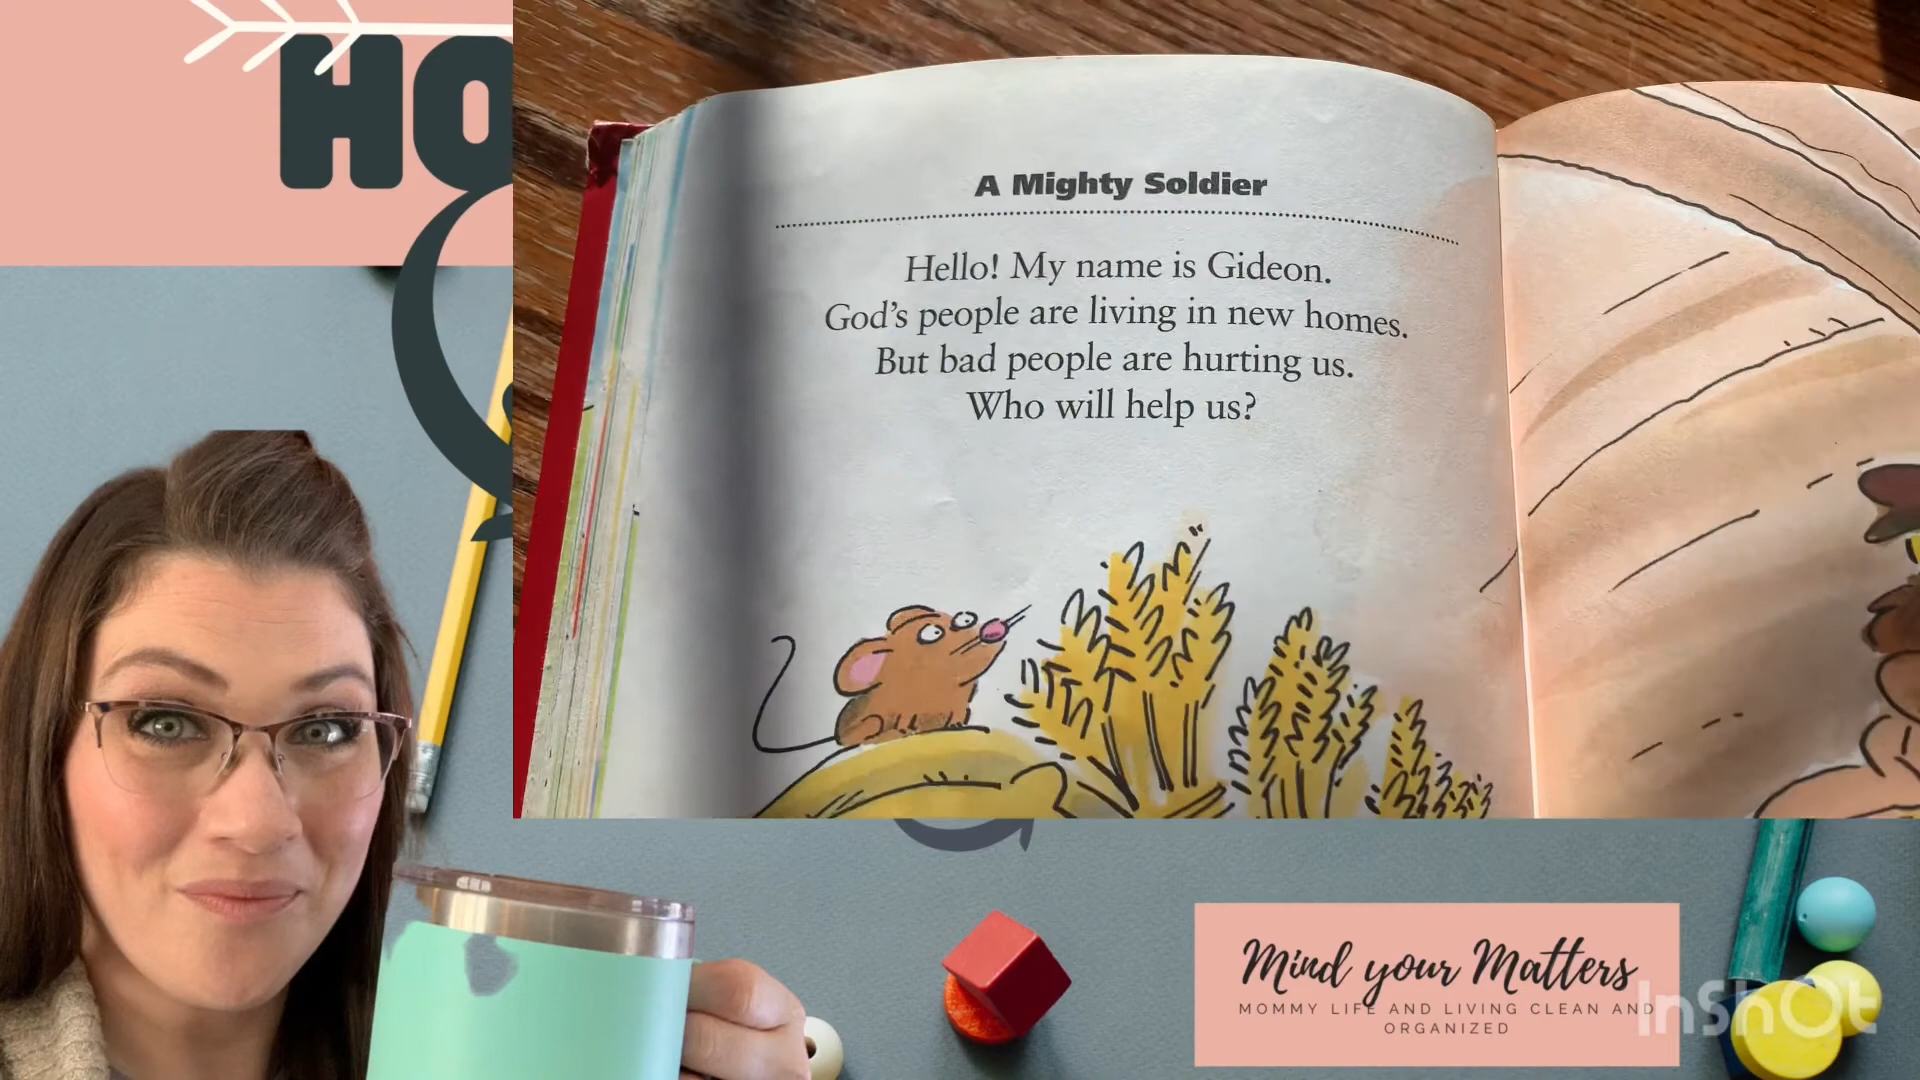 HO
A Mighty Soldier
Hello! My name is Gideon.
God's people are living in new homes.
But bad people are hurting us.
Who will help us?
Mind your Matters
MOMMY LIFE AND LIVING CLEAN AND
ORGANIZED
InShOt